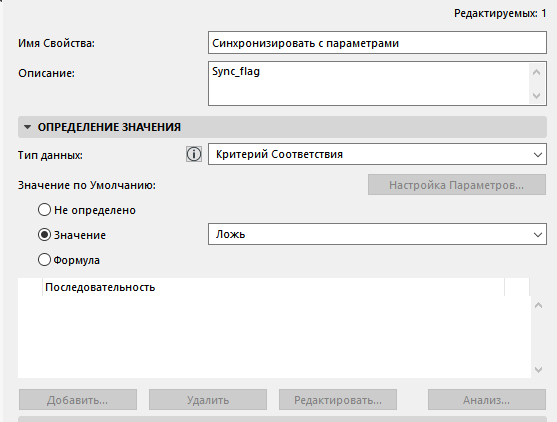 Редактируемых: 1
Имя Свойства:
Синхронизировать с параметрами
Описание:
Sync_flag
ОПРЕДЕЛЕНИЕ ЗНАЧЕНИЯ
Тип данных:
Критерий Соответствия
Значение по Умолчанию:
Настройка Параметров...
Не определено
Значение
Ложь
Формула
Последовательность
Добавить...
Удалить
Редактировать...
Анализ...